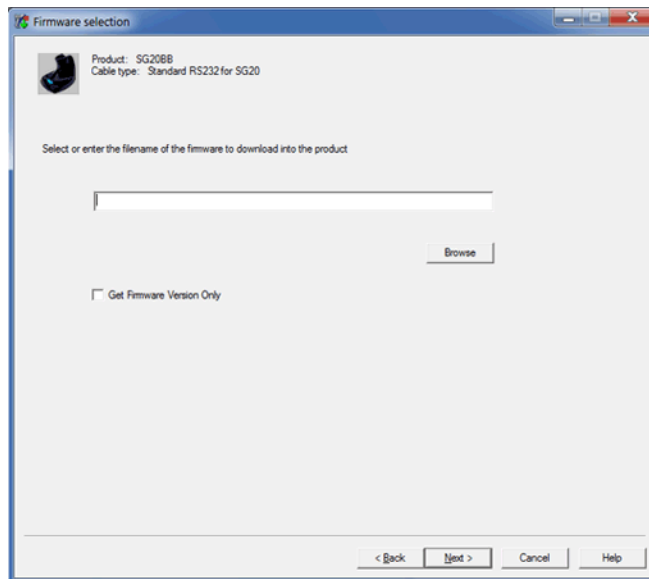 Firmware selection
Product: SG20BB
Cable type: Standard RS232 for SG20
Select or enter the filename of the firmware to download into the product
Browse
Get Firmware Version Only
< Back
Next >
Cancel
Help